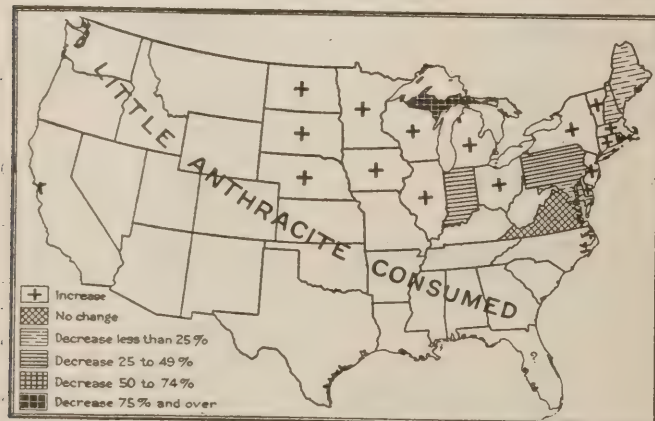 LITTLE ANTHRACITE CONSUMED
?
+ Increase
No change
Decrease less than 25%
Decrease 25 to 49%
Decrease 50 to 74%
Decrease 75% and over